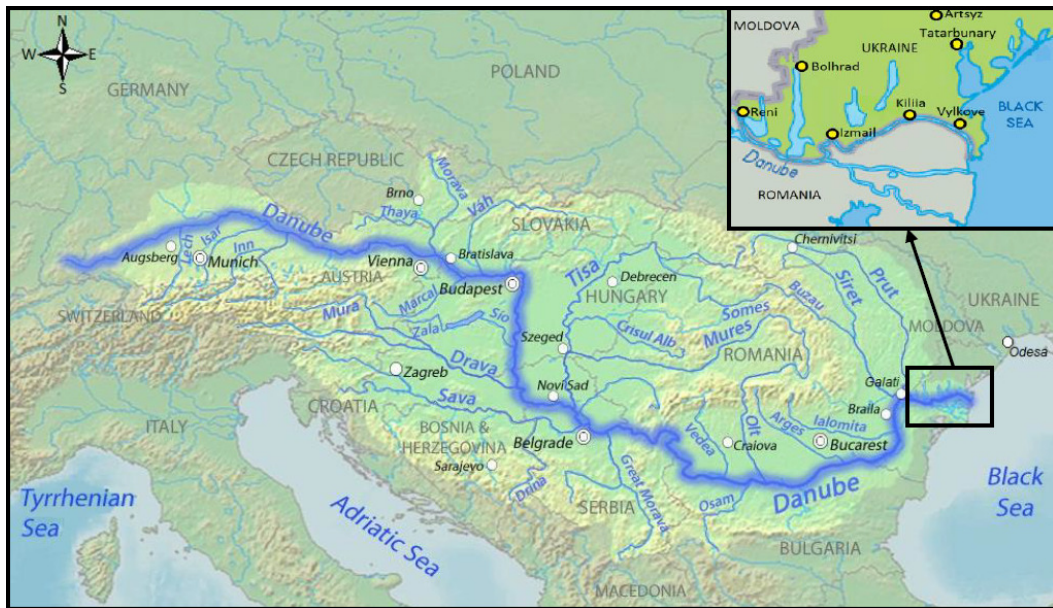 N
W E
S
GERMANY
POLAND
CZECH REPUBLIC
Brno
Thaya
Morava
Váh
SLOVAKIA
Danube
Lech
Isar
Inn
Augsberg
Munich
Vienna
Bratislava
AUSTRIA
Budapest
SWITZERLAND
Mura
Marcal
Zala
Sio
Tisa
Debrecen
HUNGARY
Somes
Buzau
Chernivitsi
Siret
Prut
UKRAINE
MOLDOVA
Odesa
Crisul Alb
Mures
Szeged
ROMANIA
Drava
Zagreb
Novi Sad
Galati
Braila
Sava
CROATIA
ITALY
BOSNIA &
HERZEGOVINA
Belgrade
Sarajevo
Drina
Vedea
Craiova
Olt
Arges
Ialomita
Bucarest
Great Morava
SERBIA
Osam
Danube
BULGARIA
MACEDONIA
Tyrrhenian
Sea
Adriatic Sea
Black
Sea
MOLDOVA
Artsyz
Tatarbunary
UKRAINE
Bolhrad
Reni
Izmail
Kiliia
Vylkove
BLACK
SEA
Danube
ROMANIA